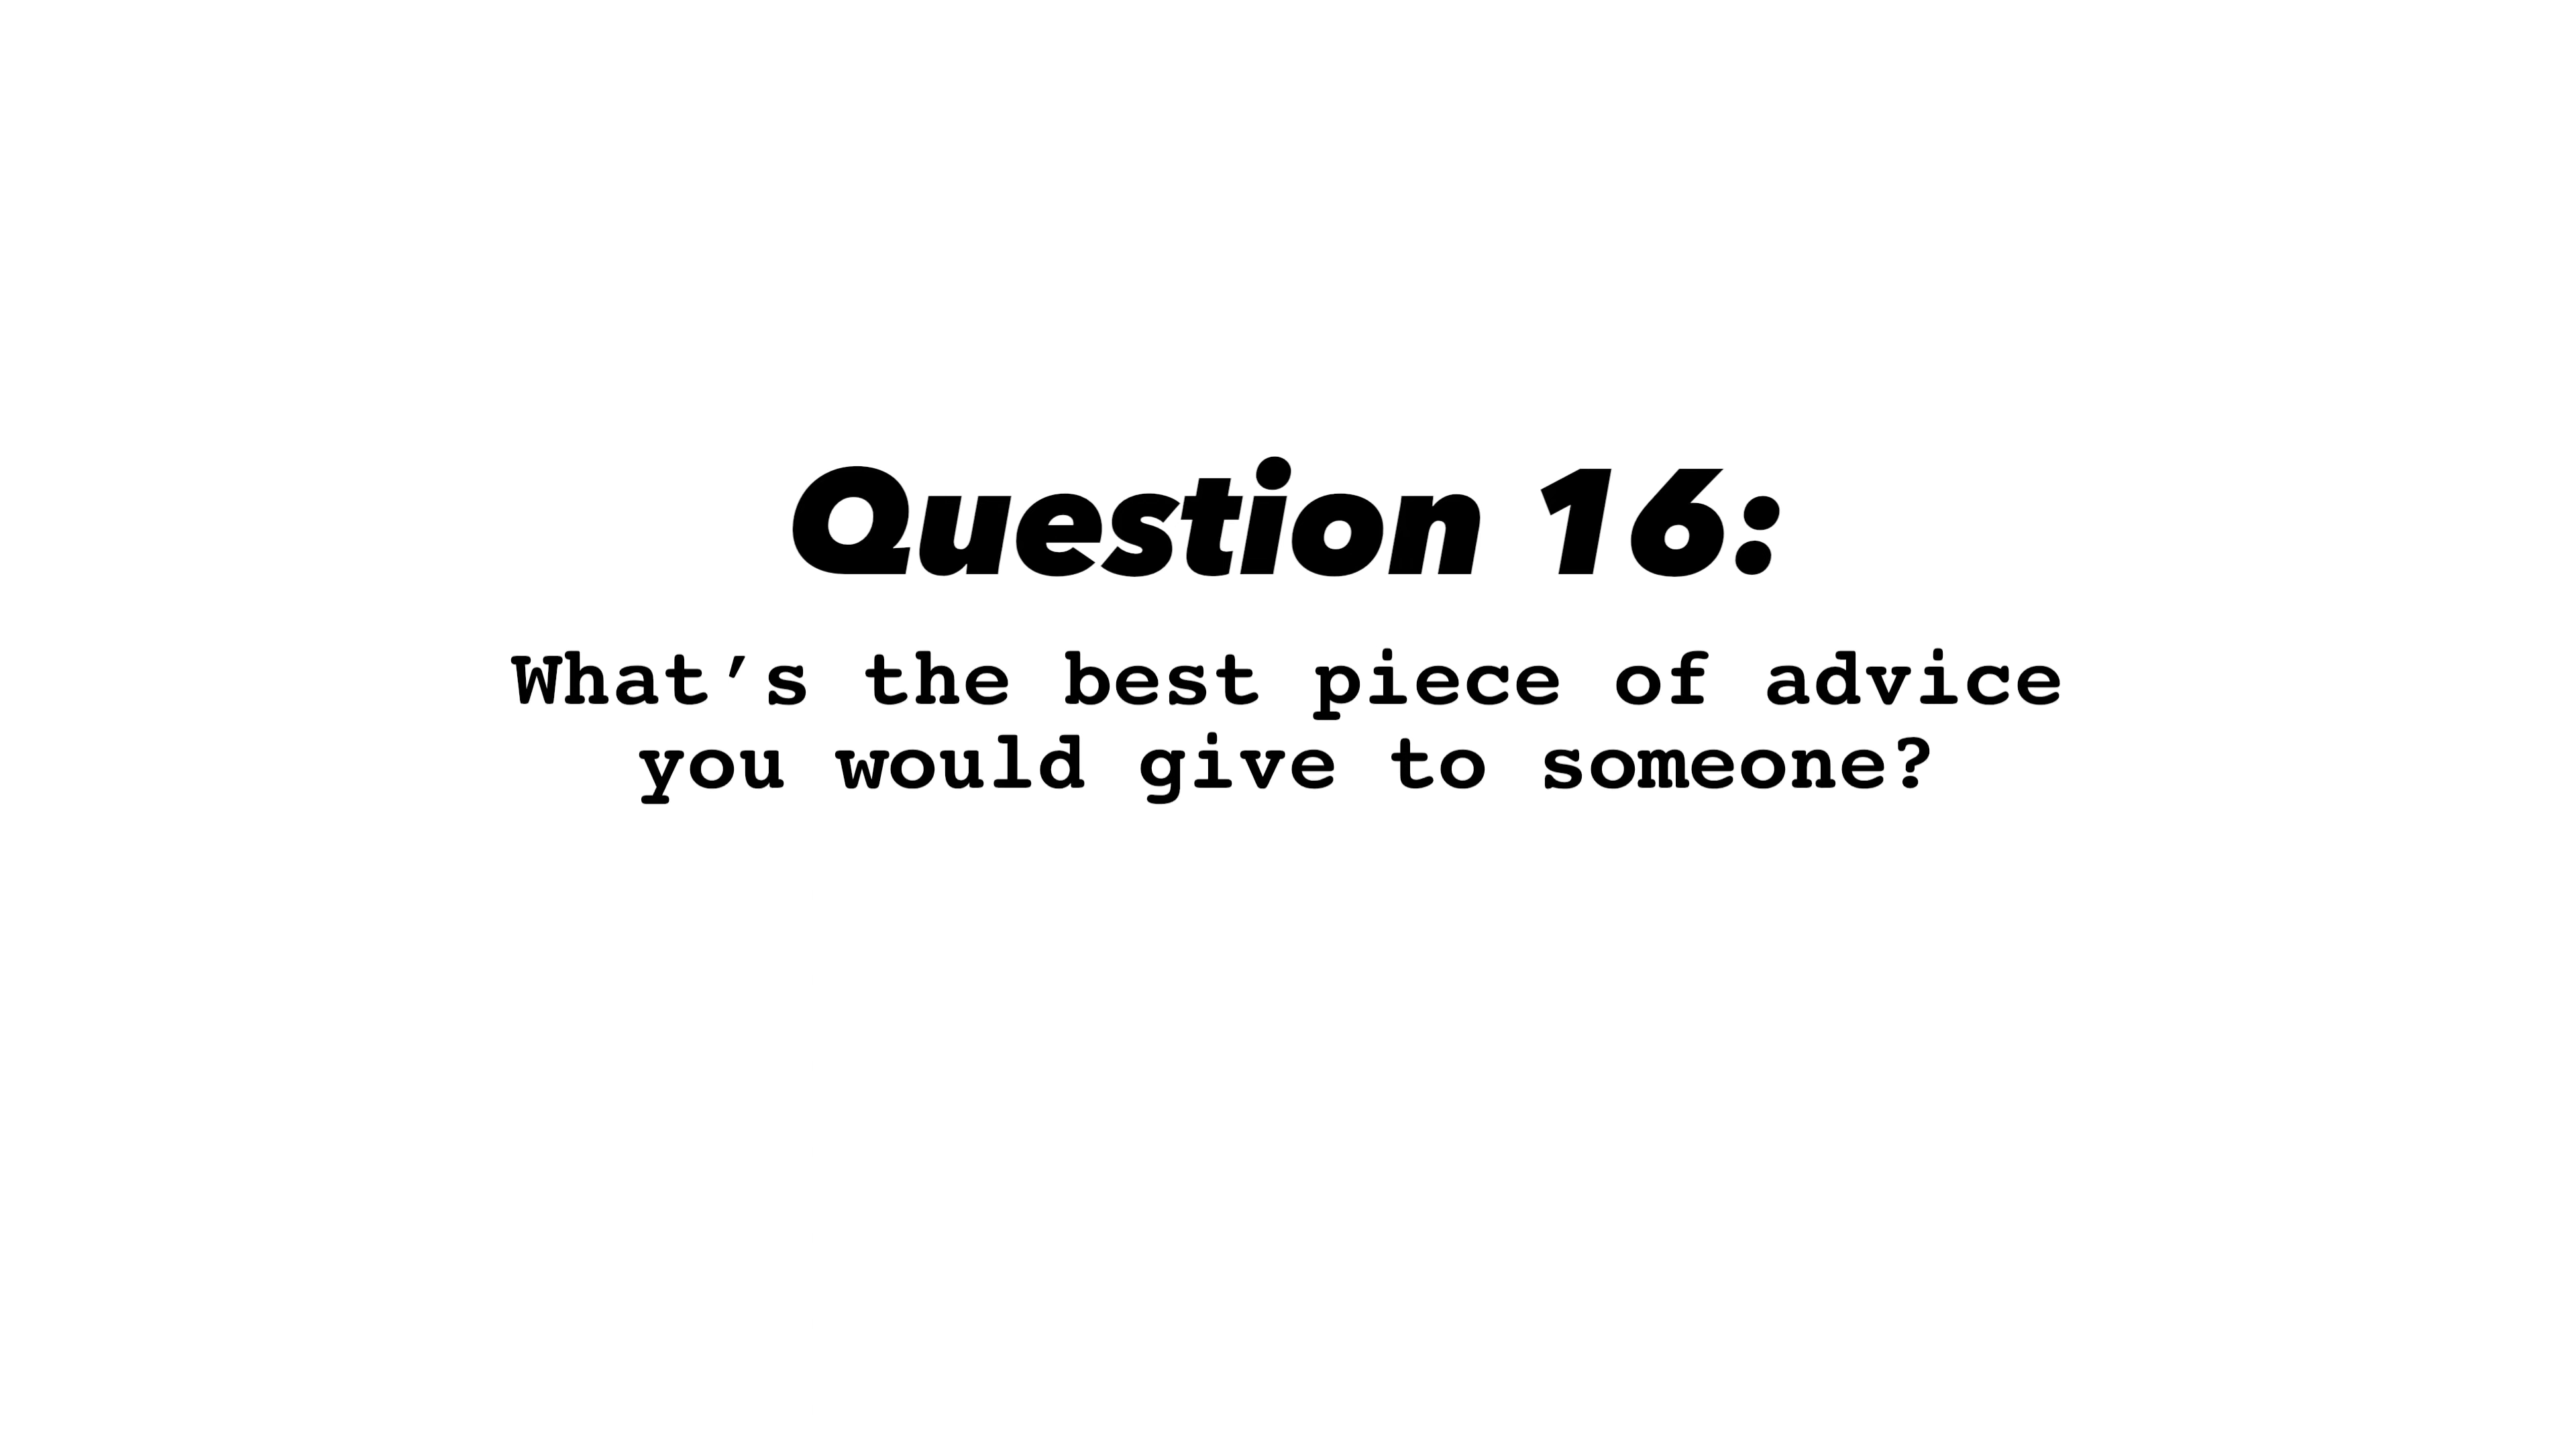 Question 16:
What’s the best piece of advice
you would give to someone?